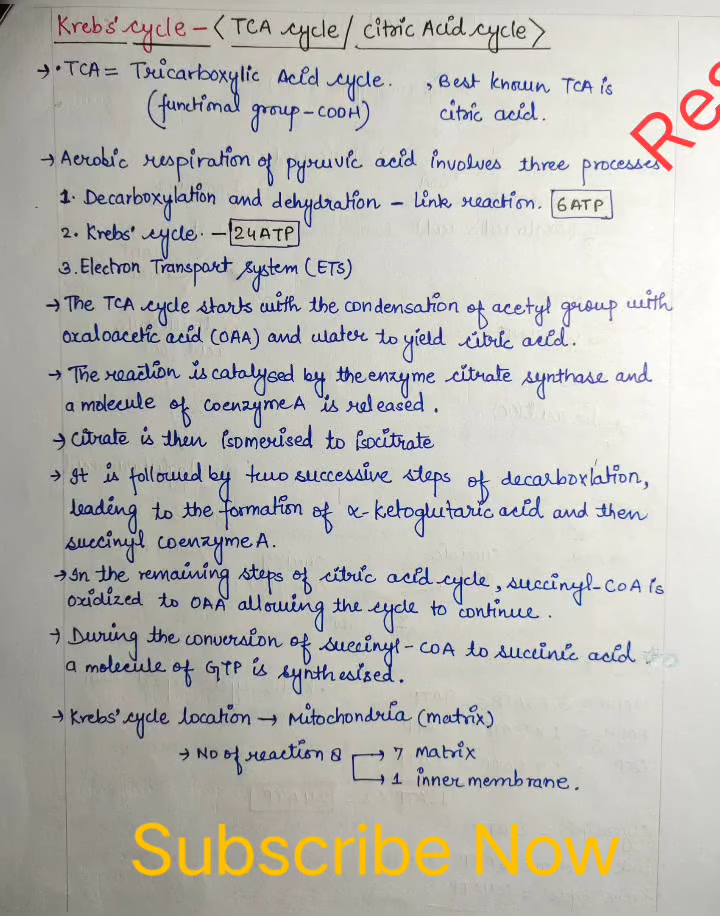 Krebs' cycle - < TCA cycle / Citric Acid cycle >
→ • TCA = Tricarboxylic Acid cycle. , Best known TCA is
(functional group - COOH) citric acid.
Res
→ Aerobic respiration of pyruvic acid involves three processes
1. Decarboxylation and dehydration - Link reaction. 6ATP
2. Krebs' cycle. - 24ATP
3. Electron Transport system (ETS)
→ The TCA cycle starts with the condensation of acetyl group with
oxaloacetic acid (OAA) and water to yield citric acid.
→ The reaction is catalysed by the enzyme citrate synthase and
a molecule of coenzyme A is released.
→ Citrate is then isomerised to isocitrate
→ It is followed by two successive steps of decarboxlation,
leading to the formation of α-ketoglutaric acid and then
succinyl coenzyme A.
→ In the remaining steps of citric acid cycle, succinyl-CoA is
oxidized to OAA allowing the cycle to continue.
→ During the conversion of succinyl-COA to succinic acid
a molecule of GTP is synthesised.
→ Krebs' cycle location → Mitochondria (matrix)
→ No of reaction 8 → 7 matrix
→ 1 inner membrane.
Subscribe Now